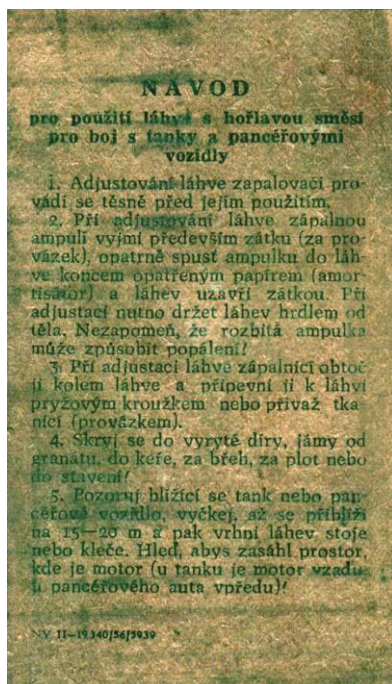 NÁVOD
pro použití láhve s hořlavou směsí
pro boj s tanky a pancéřovými
vozidly
1. Adjustování láhve zapalovačí pro-
vádí se těsně před jejím použitím.
2. Při adjustování láhve zápalnou
ampulí vyjmi především zátku (za pro-
vázek), opatrně spusť ampulku do láh-
ve koncem opatřeným papírem (amor-
tisátor) a láhev uzavři zátkou. Při
adjustaci nutno držet láhev hrdlem od
těla. Nezapomeň, že rozbitá ampulka
může způsobit popálení!
3. Při adjustaci láhve zápalnicí obtoč
ji kolem láhve a připevni ji k láhvi
pryžovým kroužkem nebo přivaž tka-
nicí (provázkem).
4. Skryj se do vyryté díry, jámy od
granátu, do keře, za břeh, za plot nebo
do stavení!
5. Pozoruj blížící se tank nebo pan-
céřové vozidlo, vyčkej, až se přiblíží
na 15—20 m a pak vrhni láhev stoje
nebo kleče. Hleď, abys zasáhl prostor,
kde je motor (u tanku je motor vzadu
u pancéřového auta vpředu)!
NV II—19340/56/5939